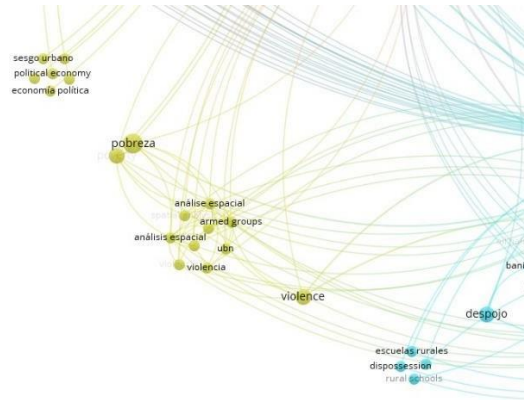 sesgo urbano
political economy
economía política
pobreza
análise espacial
armed groups
análisis espacial
ubn
violencia
violence
despojo
escuelas rurales
dispossession
rural schools